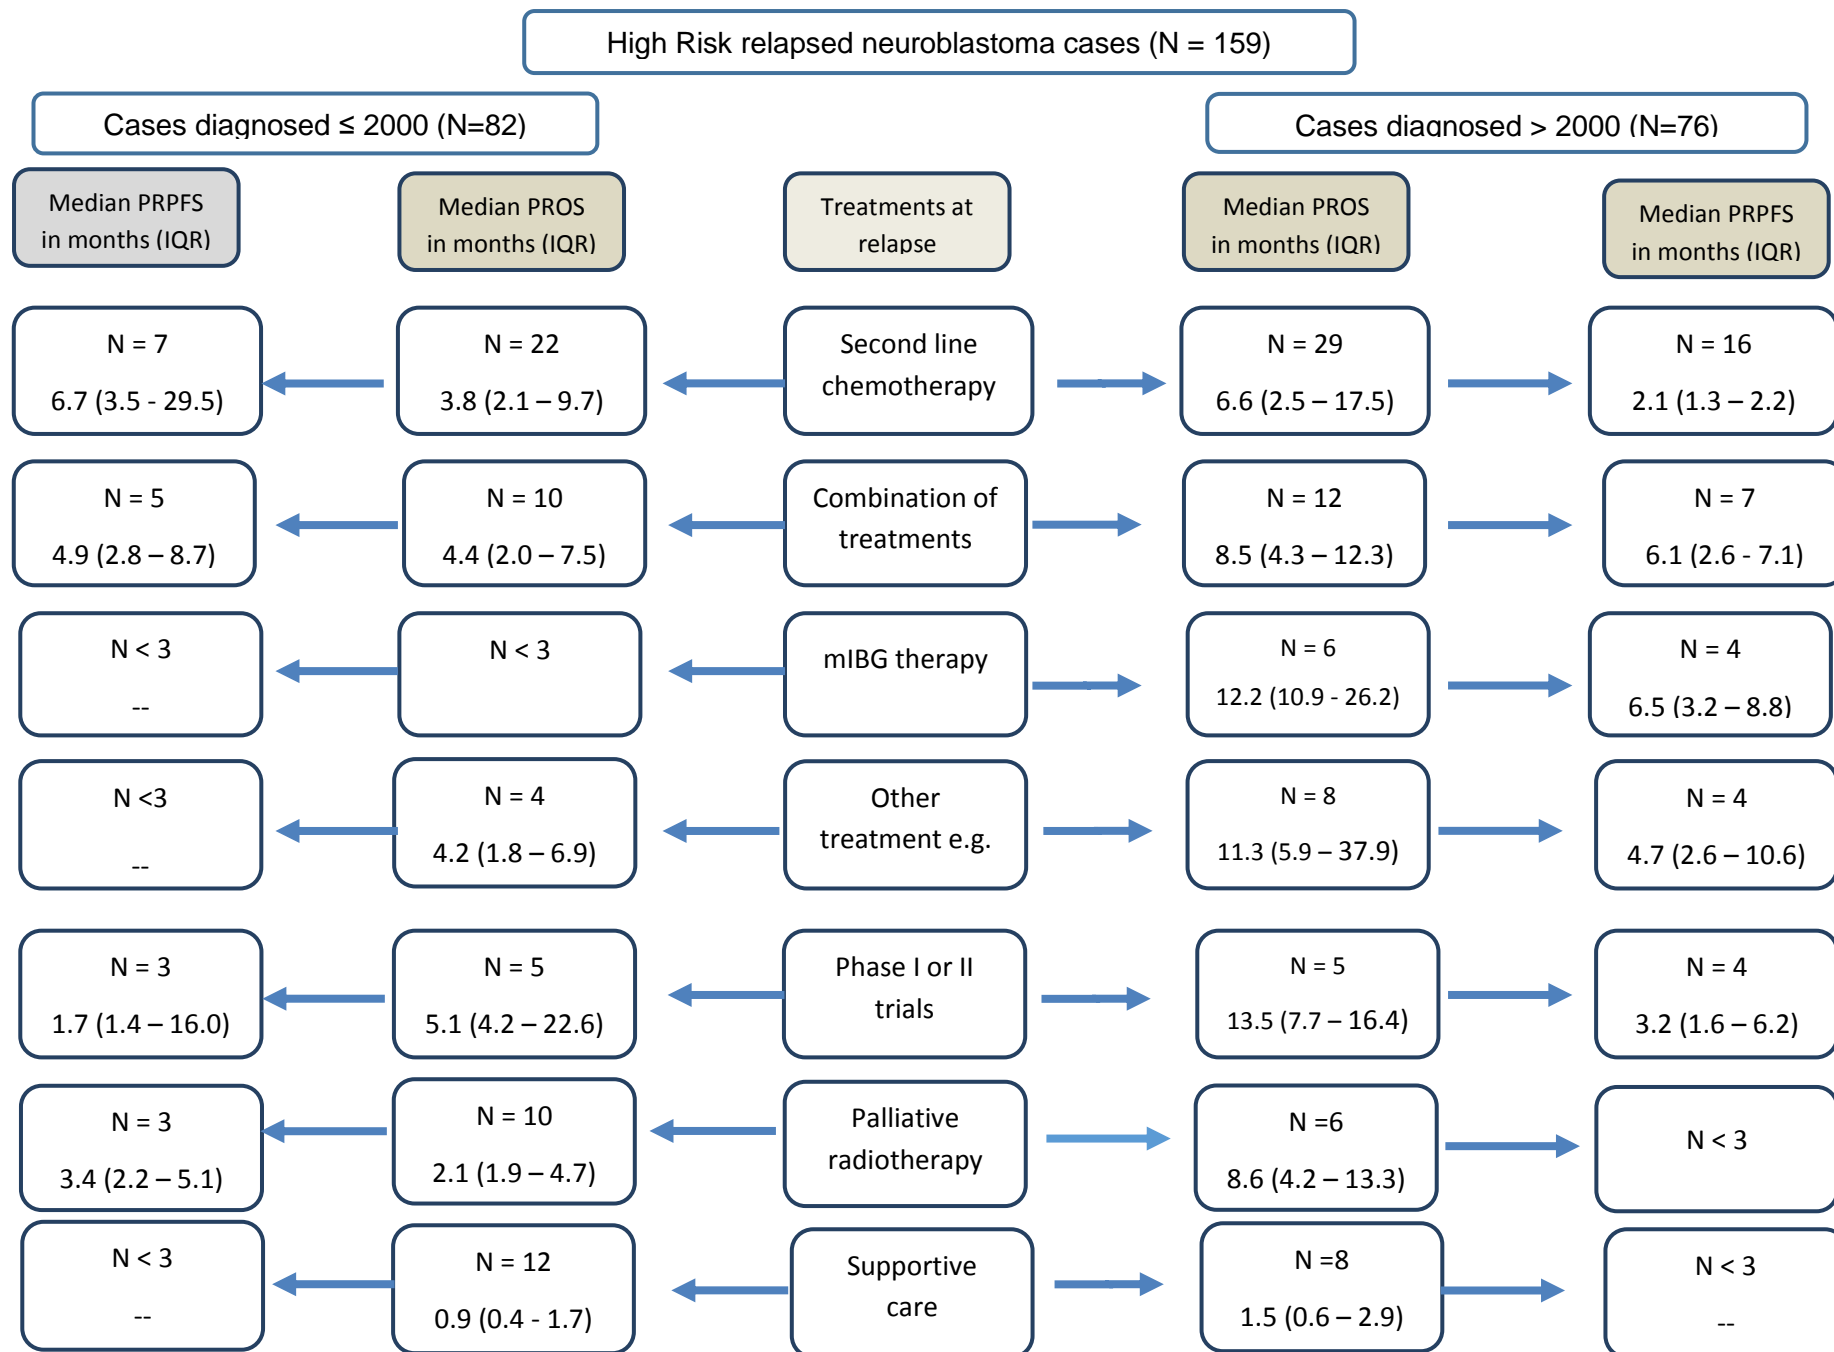 High Risk relapsed neuroblastoma cases (N = 159)
Cases diagnosed ≤ 2000 (N=82)
Cases diagnosed > 2000 (N=76)
Median PRPFS
in months (IQR)
Median PROS
in months (IQR)
Treatments at
relapse
Median PROS
in months (IQR)
Median PRPFS
in months (IQR)
N = 7
6.7 (3.5 - 29.5)
N = 22
3.8 (2.1 – 9.7)
Second line
chemotherapy
N = 29
6.6 (2.5 – 17.5)
N = 16
2.1 (1.3 – 2.2)
N = 5
4.9 (2.8 – 8.7)
N = 10
4.4 (2.0 – 7.5)
Combination of
treatments
N = 12
8.5 (4.3 – 12.3)
N = 7
6.1 (2.6 - 7.1)
N < 3
--
N < 3
mIBG therapy
N = 6
12.2 (10.9 - 26.2)
N = 4
6.5 (3.2 – 8.8)
N <3
--
N = 4
4.2 (1.8 – 6.9)
Other
treatment e.g.
N = 8
11.3 (5.9 – 37.9)
N = 4
4.7 (2.6 – 10.6)
N = 3
1.7 (1.4 – 16.0)
N = 5
5.1 (4.2 – 22.6)
Phase I or II
trials
N = 5
13.5 (7.7 – 16.4)
N = 4
3.2 (1.6 – 6.2)
N = 3
3.4 (2.2 – 5.1)
N = 10
2.1 (1.9 – 4.7)
Palliative
radiotherapy
N =6
8.6 (4.2 – 13.3)
N < 3
N < 3
--
N = 12
0.9 (0.4 - 1.7)
Supportive
care
N =8
1.5 (0.6 – 2.9)
N < 3
--